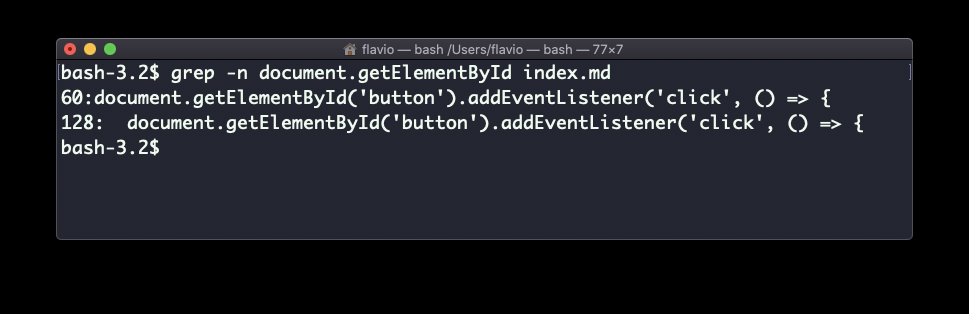 flavio — bash /Users/flavio — bash — 77×7
bash-3.2$ grep -n document.getElementById index.md
60:document.getElementById('button').addEventListener('click', () => {
128:  document.getElementById('button').addEventListener('click', () => {
bash-3.2$